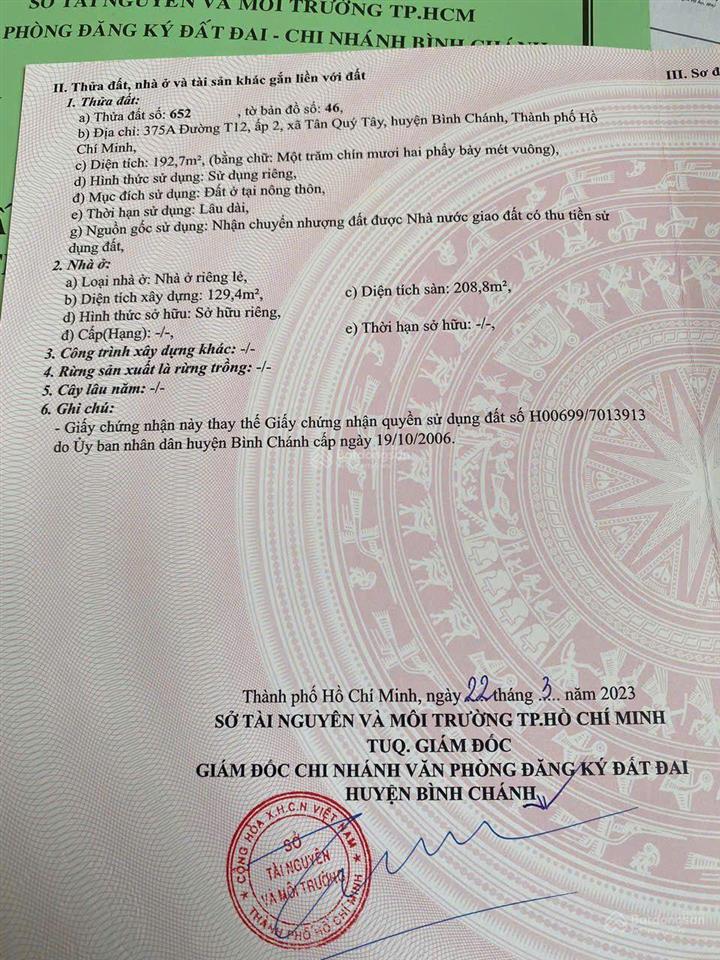 SỞ TÀI NGUYÊN VÀ MÔI TRƯỜNG TP.HCM
PHÒNG ĐĂNG KÝ ĐẤT ĐAI - CHI NHÁNH BÌNH CHÁNH
II. Thửa đất, nhà ở và tài sản khác gắn liền với đất
III. Sơ đ
1. Thửa đất:
a) Thửa đất số: 652 , tờ bản đồ số: 46,
b) Địa chỉ: 375A Đường T12, ấp 2, xã Tân Quý Tây, huyện Bình Chánh, Thành phố Hồ
Chí Minh,
c) Diện tích: 192,7m², (bằng chữ: Một trăm chín mươi hai phẩy bảy mét vuông),
d) Hình thức sử dụng: Sử dụng riêng,
đ) Mục đích sử dụng: Đất ở tại nông thôn,
e) Thời hạn sử dụng: Lâu dài,
g) Nguồn gốc sử dụng: Nhận chuyển nhượng đất được Nhà nước giao đất có thu tiền sử
dụng đất,
2. Nhà ở:
a) Loại nhà ở: Nhà ở riêng lẻ,
b) Diện tích xây dựng: 129,4m²,
c) Diện tích sàn: 208,8m²,
d) Hình thức sở hữu: Sở hữu riêng,
đ) Cấp(Hạng): -/-,
e) Thời hạn sở hữu: -/-,
3. Công trình xây dựng khác: -/-
4. Rừng sản xuất là rừng trồng: -/-
5. Cây lâu năm: -/-
6. Ghi chú:
- Giấy chứng nhận này thay thế Giấy chứng nhận quyền sử dụng đất số H00699/7013913
do Ủy ban nhân dân huyện Bình Chánh cấp ngày 19/10/2006.
Batdongsan
Thành phố Hồ Chí Minh, ngày 22 tháng 3 năm 2023
SỞ TÀI NGUYÊN VÀ MÔI TRƯỜNG TP.HỒ CHÍ MINH
TUQ. GIÁM ĐỐC
GIÁM ĐỐC CHI NHÁNH VĂN PHÒNG ĐĂNG KÝ ĐẤT ĐAI
HUYỆN BÌNH CHÁNH
CỘNG HÒA X.H.C.N VIỆT NAM
SỞ
TÀI NGUYÊN
VÀ MÔI TRƯỜNG
THÀNH PHỐ HỒ CHÍ MINH
Batdongsan